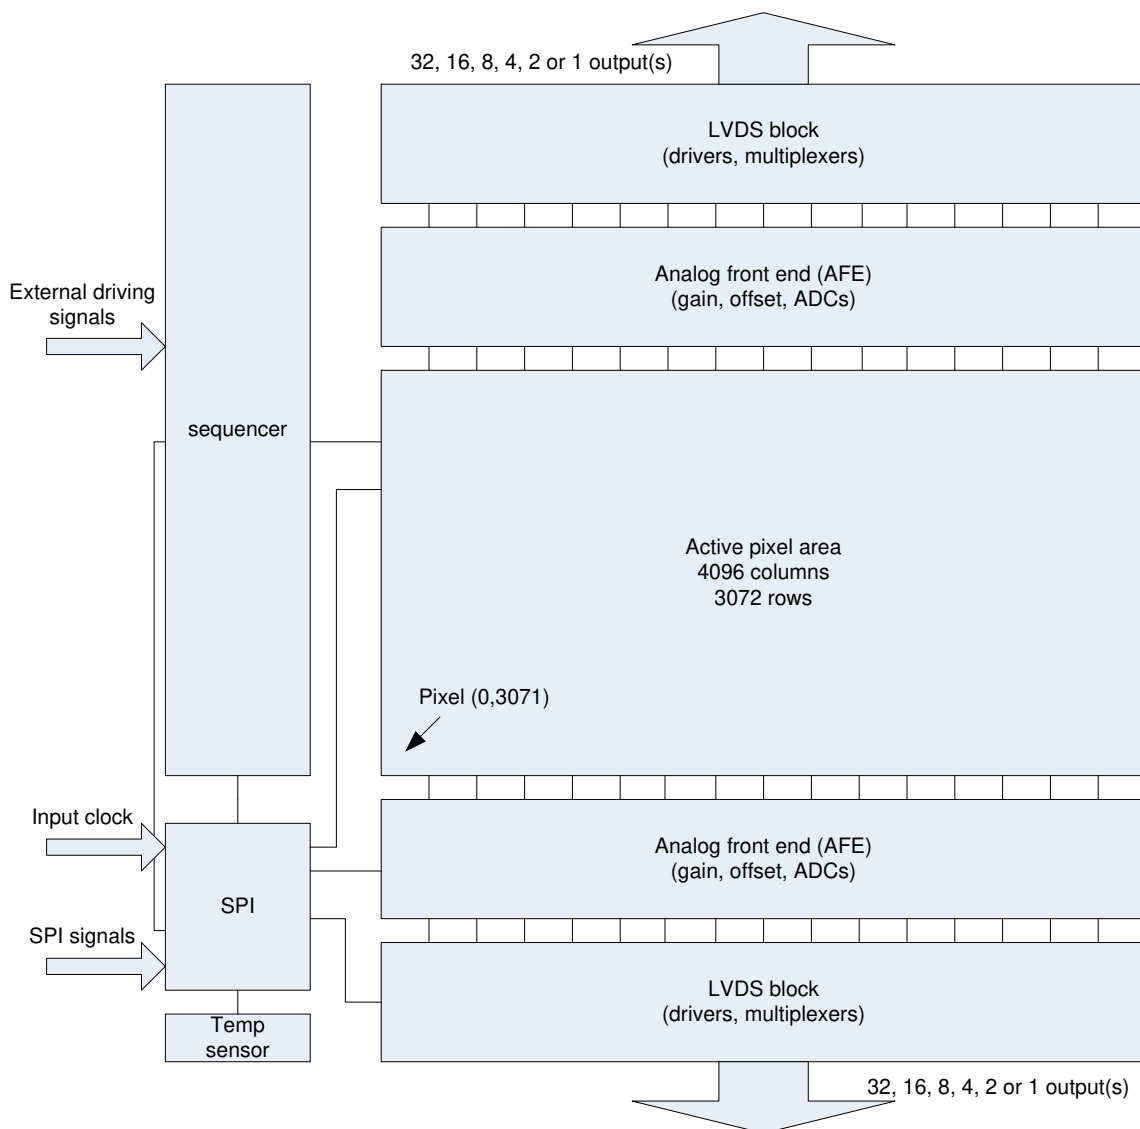 32, 16, 8, 4, 2 or 1 output(s)
LVDS block
(drivers, multiplexers)
Analog front end (AFE)
(gain, offset, ADCs)
External driving
signals
sequencer
Active pixel area
4096 columns
3072 rows
Pixel (0,3071)
Input clock
Analog front end (AFE)
(gain, offset, ADCs)
SPI
SPI signals
LVDS block
(drivers, multiplexers)
Temp
sensor
32, 16, 8, 4, 2 or 1 output(s)